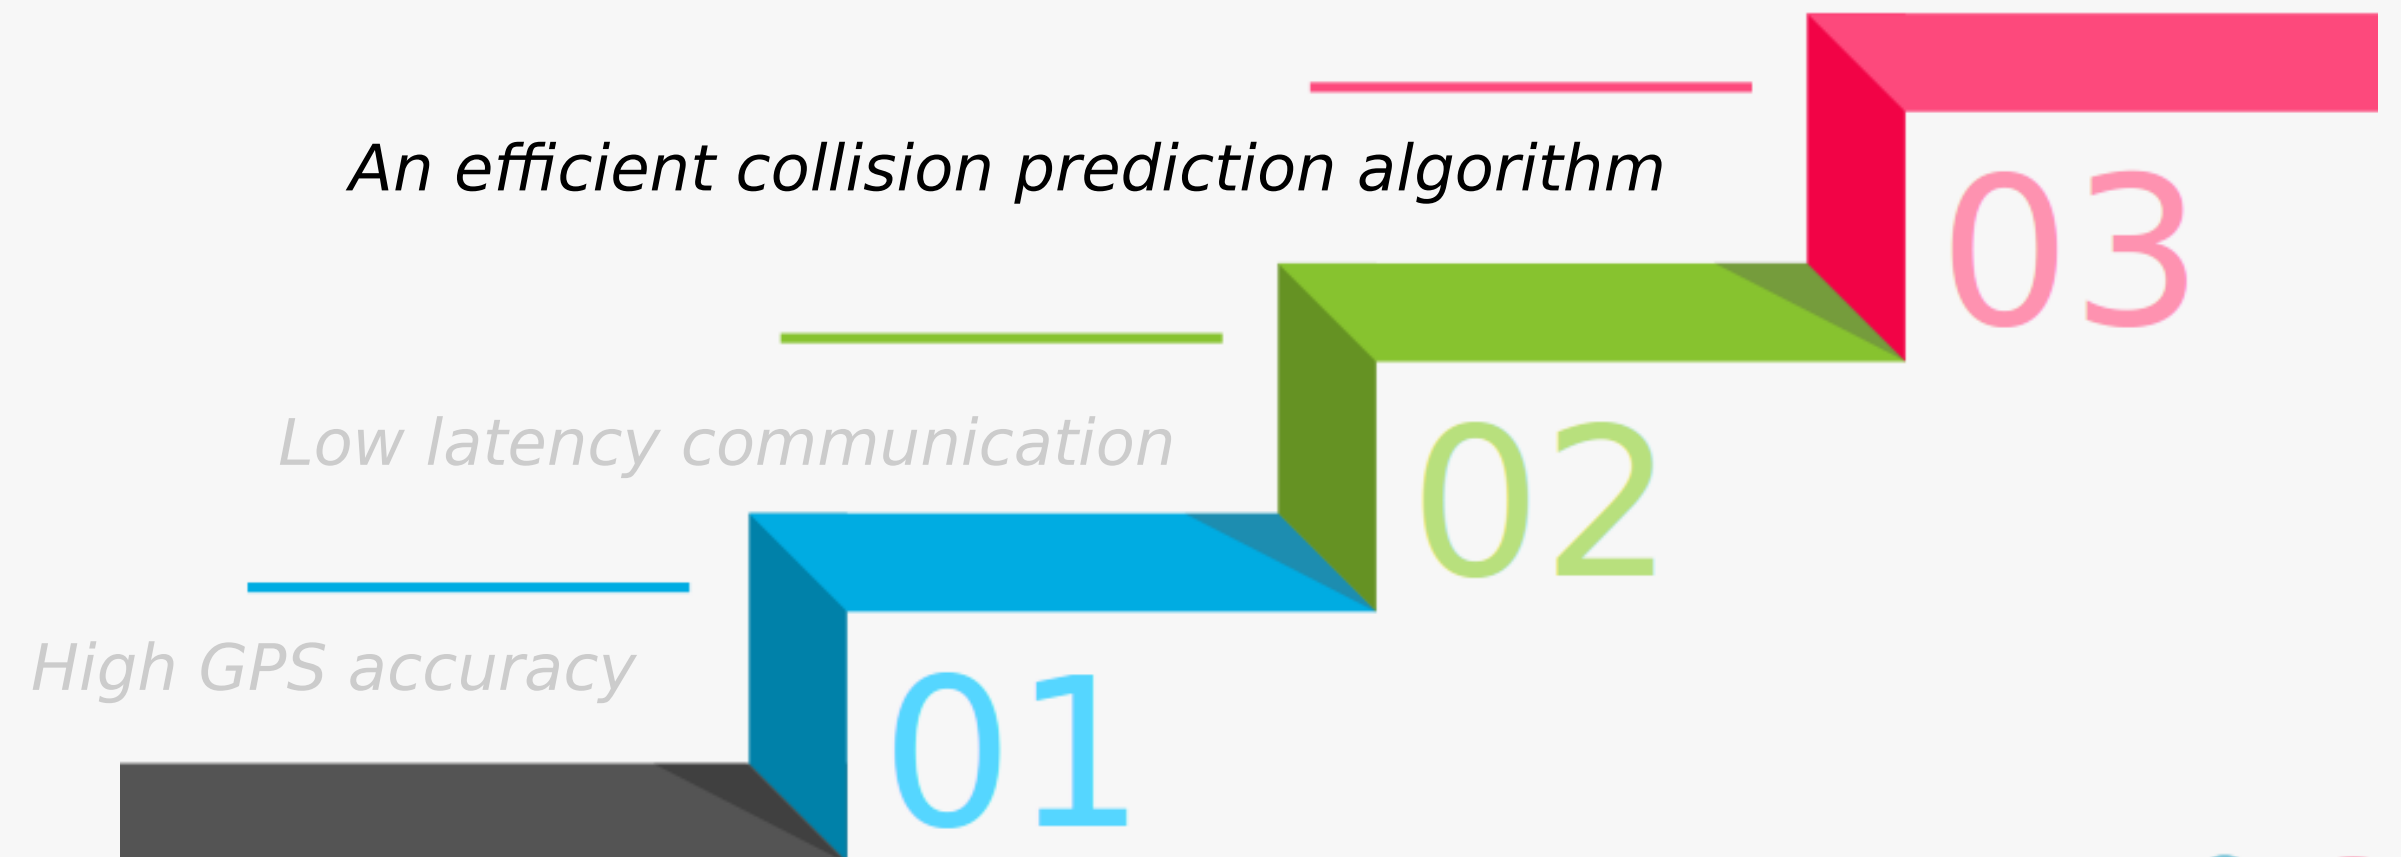 An efficient collision prediction algorithm
03
Low latency communication
02
High GPS accuracy
01